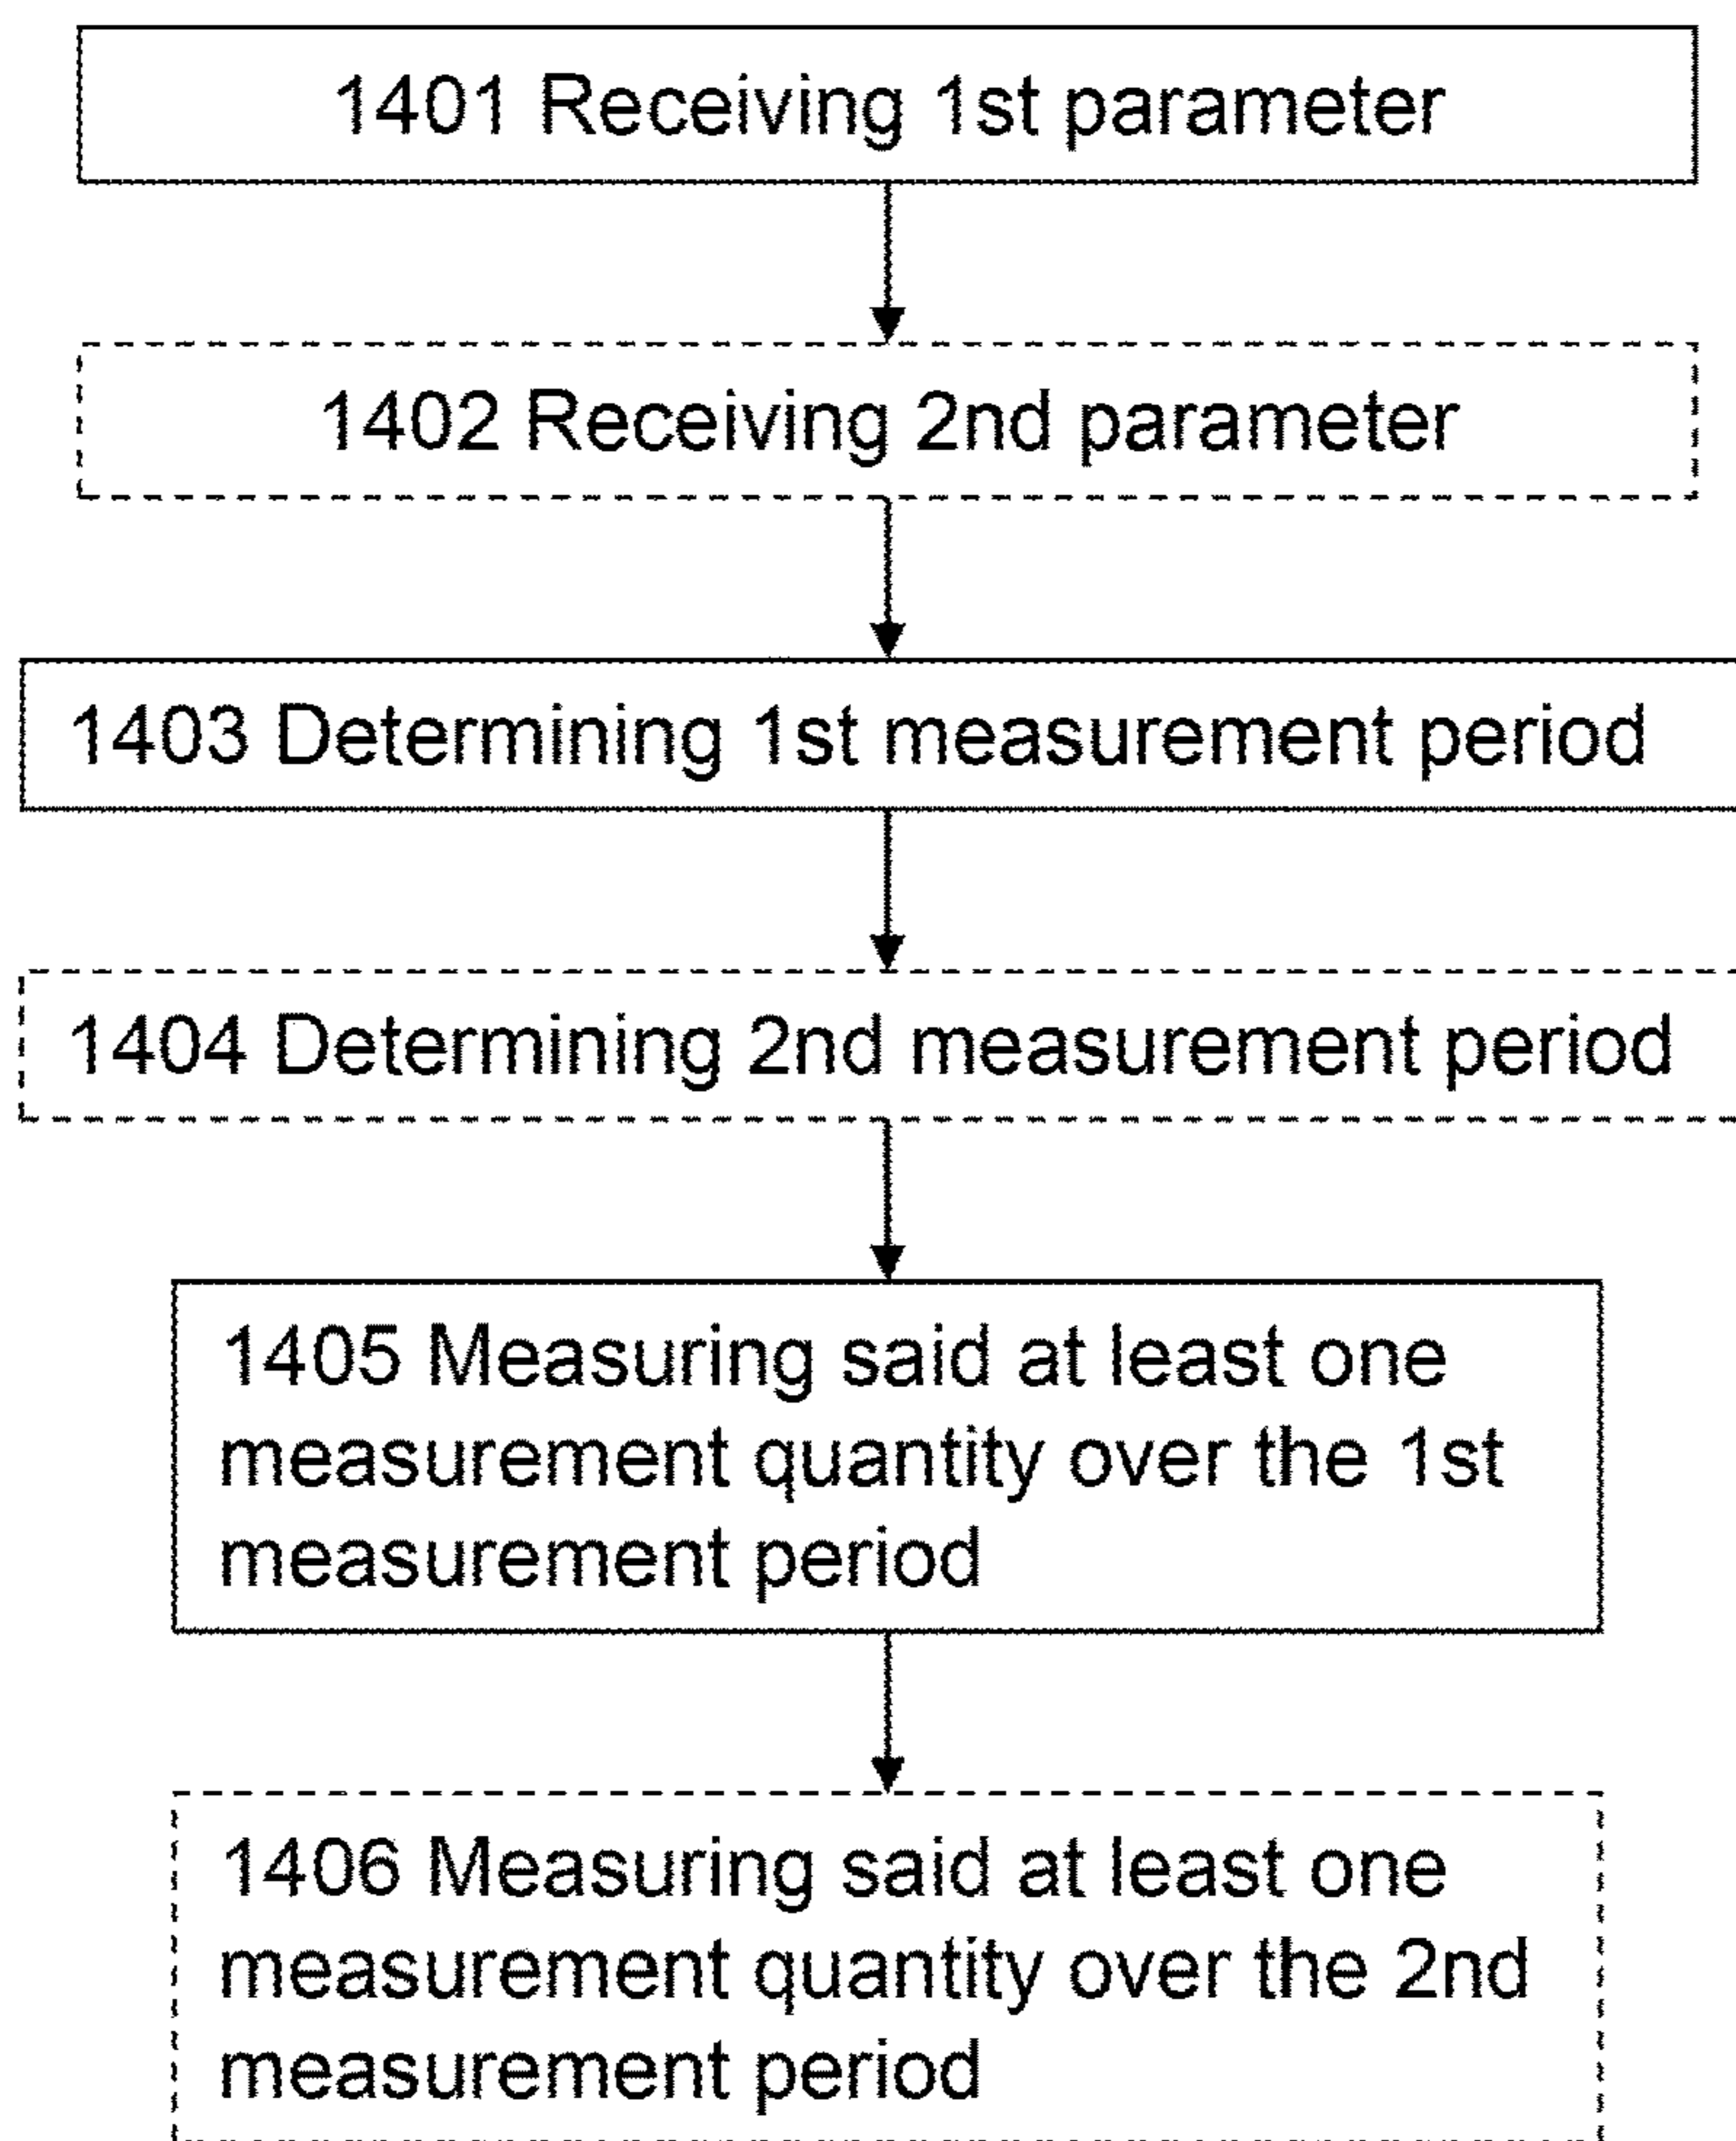 1401 Receiving 1st parameter
1402 Receiving 2nd parameter
1403 Determining 1st measurement period
1404 Determining 2nd measurement period
1405 Measuring said at least one
measurement quantity over the 1st
measurement period
1406 Measuring said at least one
measurement quantity over the 2nd
measurement period